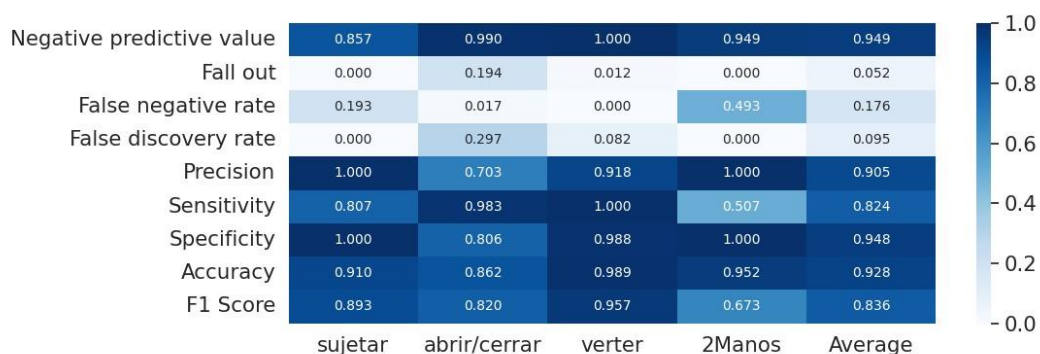 Negative predictive value 0.857 0.990 1.000 0.949 0.949
Fall out 0.000 0.194 0.012 0.000 0.052
False negative rate 0.193 0.017 0.000 0.493 0.176
False discovery rate 0.000 0.297 0.082 0.000 0.095
Precision 1.000 0.703 0.918 1.000 0.905
Sensitivity 0.807 0.983 1.000 0.507 0.824
Specificity 1.000 0.806 0.988 1.000 0.948
Accuracy 0.910 0.862 0.989 0.952 0.928
F1 Score 0.893 0.820 0.957 0.673 0.836
sujetar abrir/cerrar verter 2Manos Average
1.0
0.8
0.6
0.4
0.2
0.0